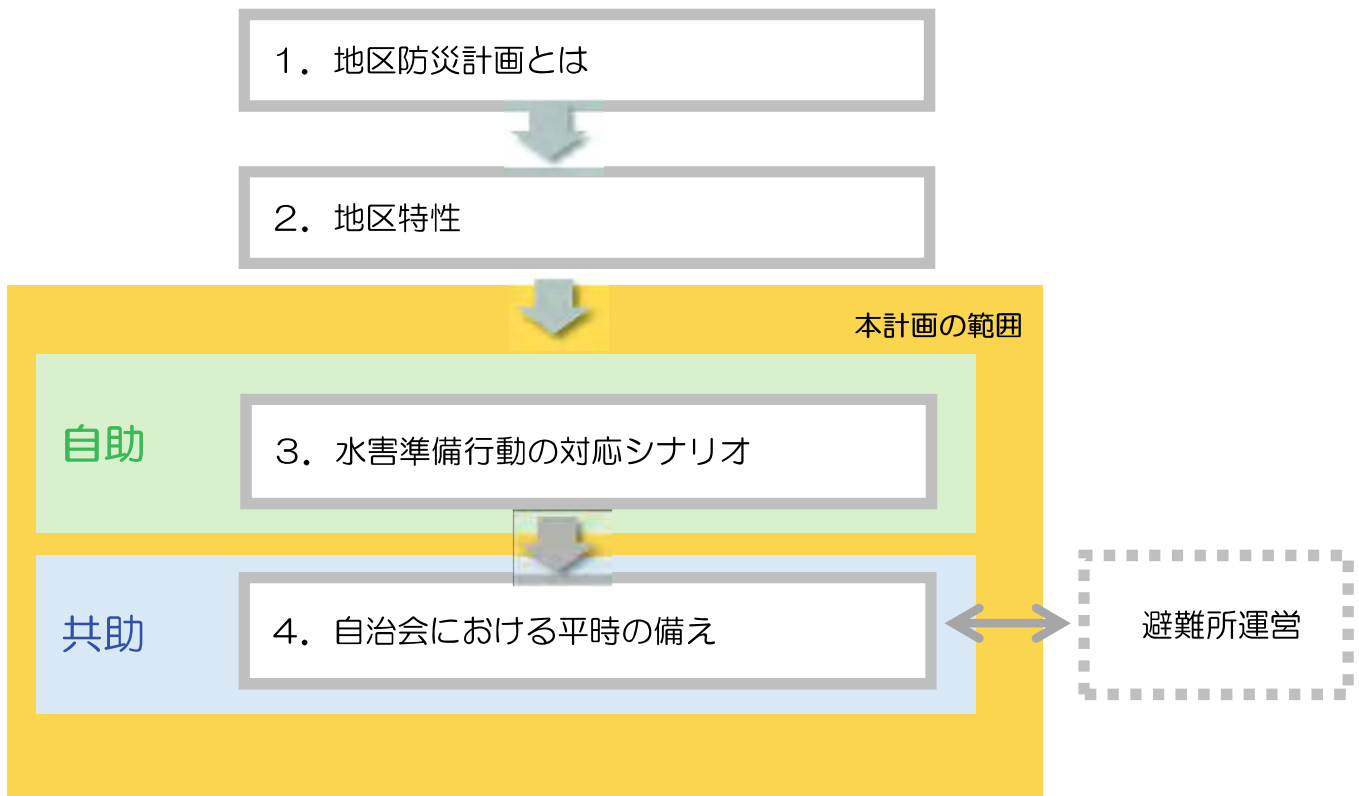 １．地区防災計画とは
２．地区特性
本計画の範囲
自助
３．水害準備行動の対応シナリオ
共助
４．自治会における平時の備え
避難所運営